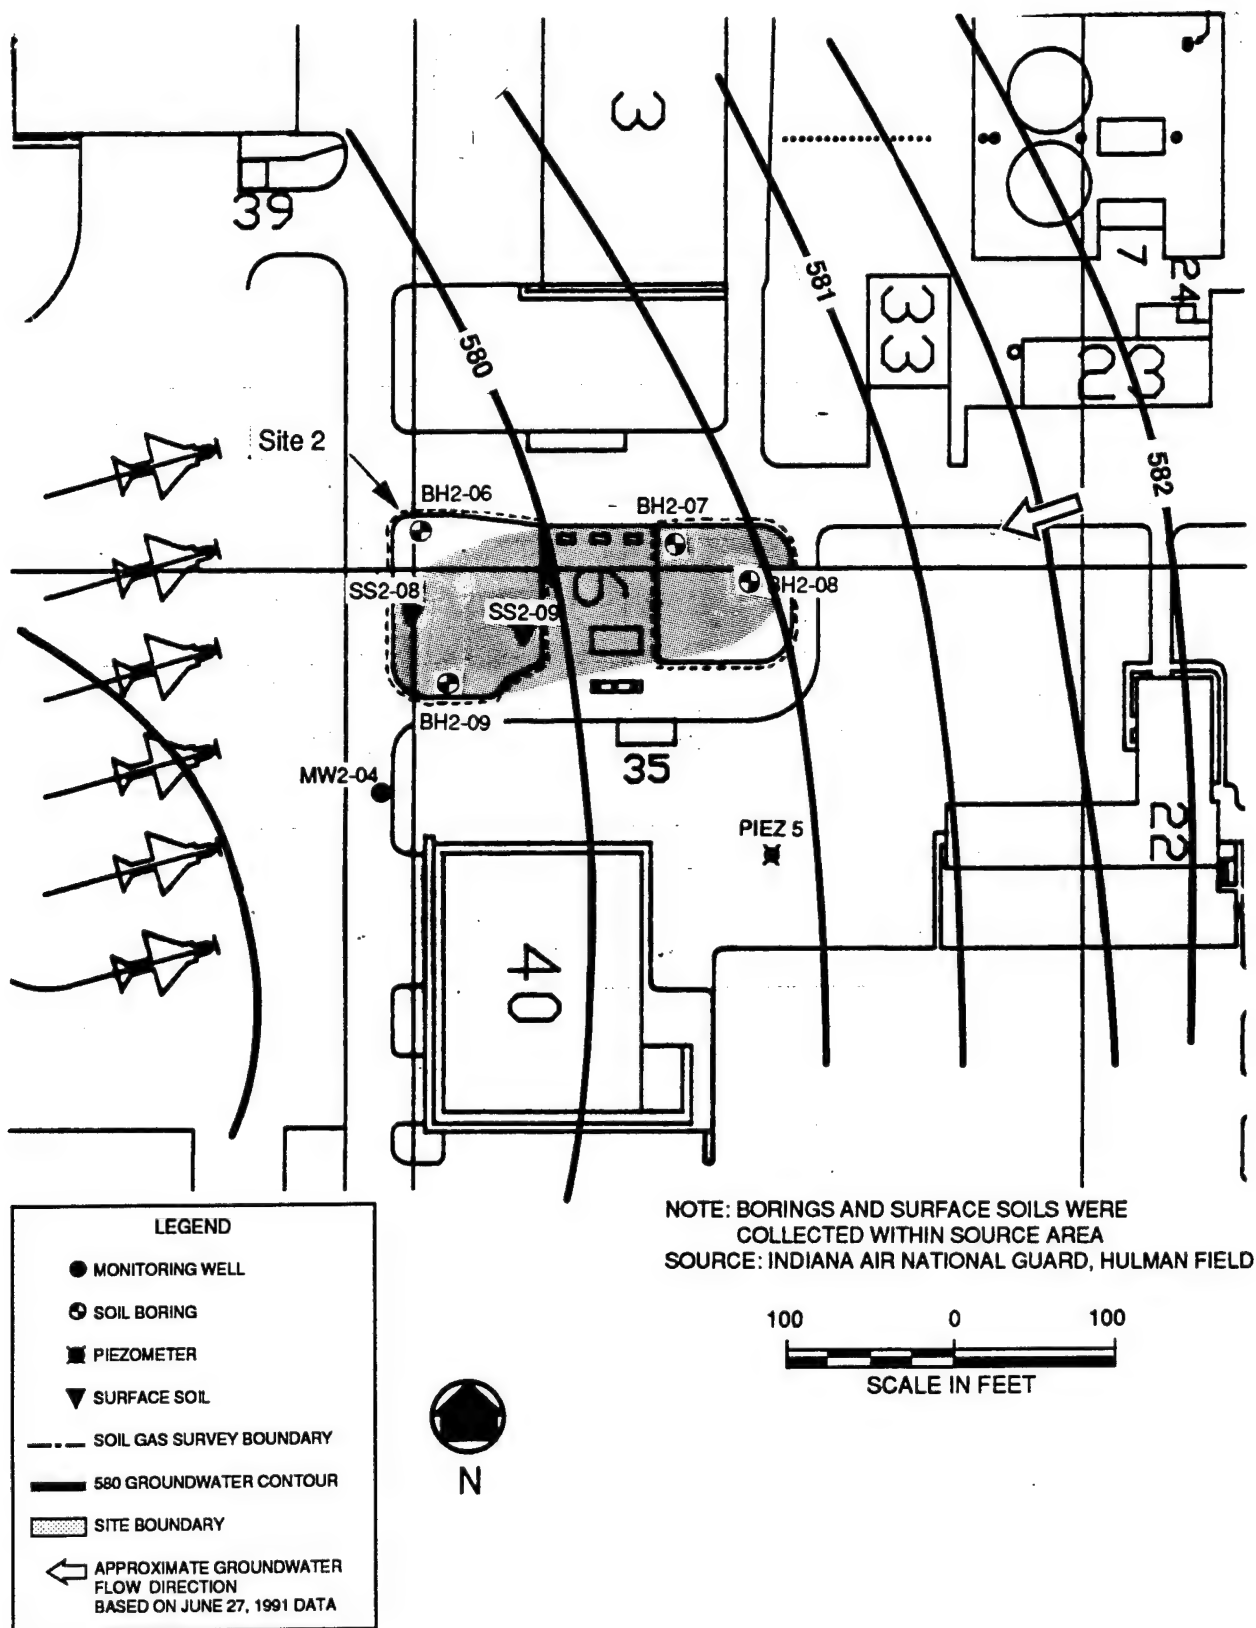 3
39
7
24
581
33
23
580
Site 2
582
BH2-06
BH2-07
SS2-08
6
BH2-08
SS2-09
BH2-09
35
MW2-04
PIEZ 5
22
40
LEGEND
MONITORING WELL
SOIL BORING
PIEZOMETER
SURFACE SOIL
SOIL GAS SURVEY BOUNDARY
580 GROUNDWATER CONTOUR
SITE BOUNDARY
APPROXIMATE GROUNDWATER
FLOW DIRECTION
BASED ON JUNE 27, 1991 DATA
N
NOTE: BORINGS AND SURFACE SOILS WERE
COLLECTED WITHIN SOURCE AREA
SOURCE: INDIANA AIR NATIONAL GUARD, HULMAN FIELD
100 0 100
SCALE IN FEET